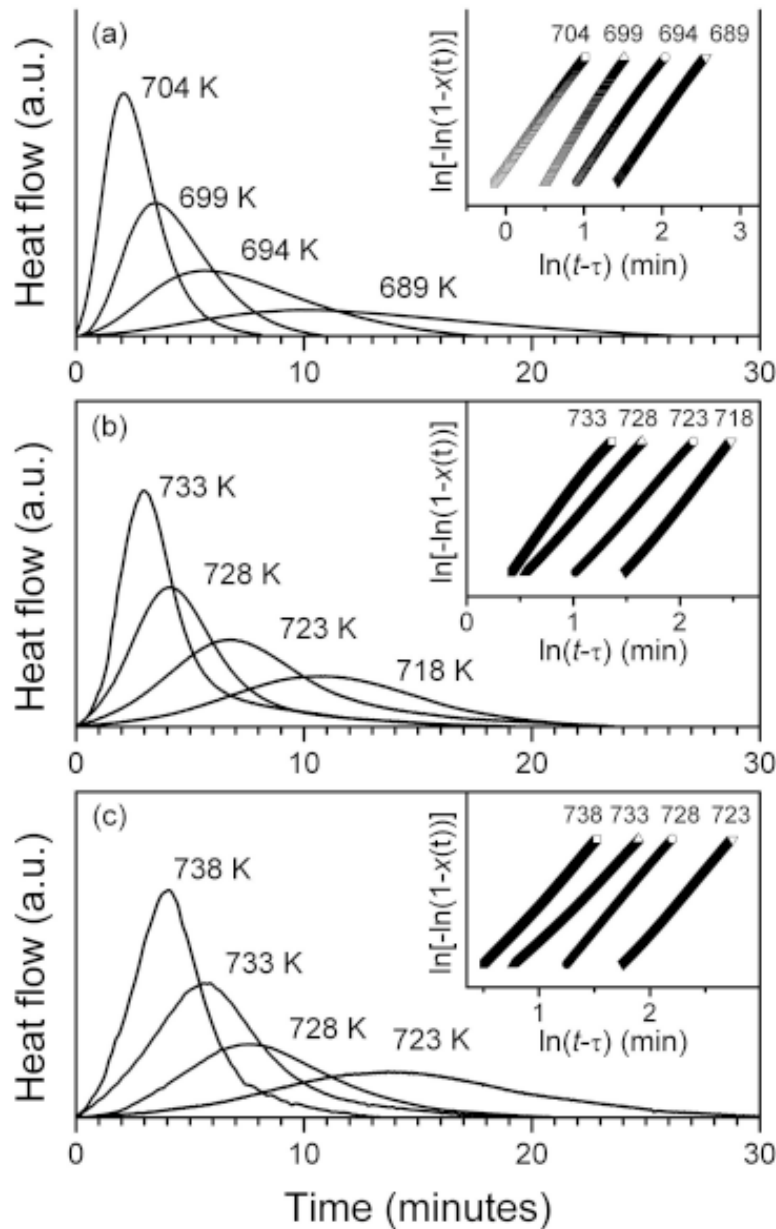 (a)
704 K
699 K
694 K
689 K
Heat flow (a.u.)
0 10 20 30
704 699 694 689
ln[-ln(1-x(t))]
0 1 2 3
ln(t-τ) (min)
(b)
733 K
728 K
723 K
718 K
Heat flow (a.u.)
0 10 20 30
733 728 723 718
ln[-ln(1-x(t))]
0 1 2
ln(t-τ) (min)
(c)
738 K
733 K
728 K
723 K
Heat flow (a.u.)
0 10 20 30
738 733 728 723
ln[-ln(1-x(t))]
1 2
ln(t-τ) (min)
Time (minutes)